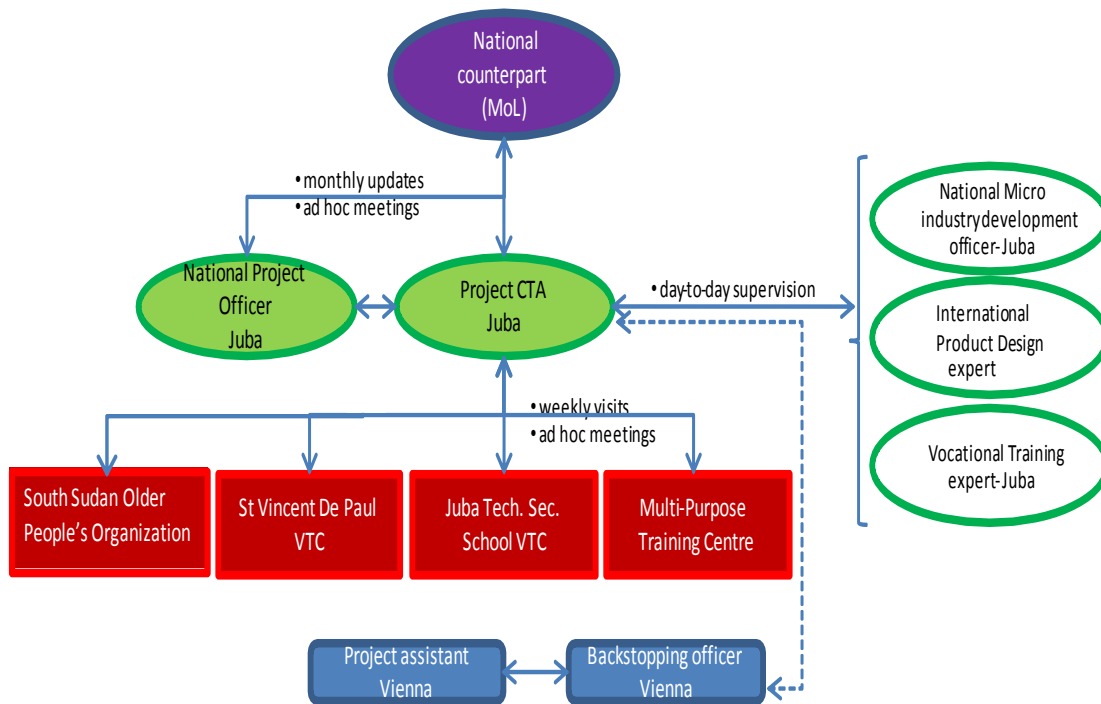 National
counterpart
(MoL)
• monthly updates
• ad hoc meetings
National Project
Officer
Juba
Project CTA
Juba
• day-to-day supervision
National Micro
industrydevelopment
officer-Juba
International
Product Design
expert
Vocational Training
expert-Juba
• weekly visits
• ad hoc meetings
South Sudan Older
People's Organization
St Vincent De Paul
VTC
Juba Tech. Sec.
School VTC
Multi-Purpose
Training Centre
Project assistant
Vienna
Backstopping officer
Vienna